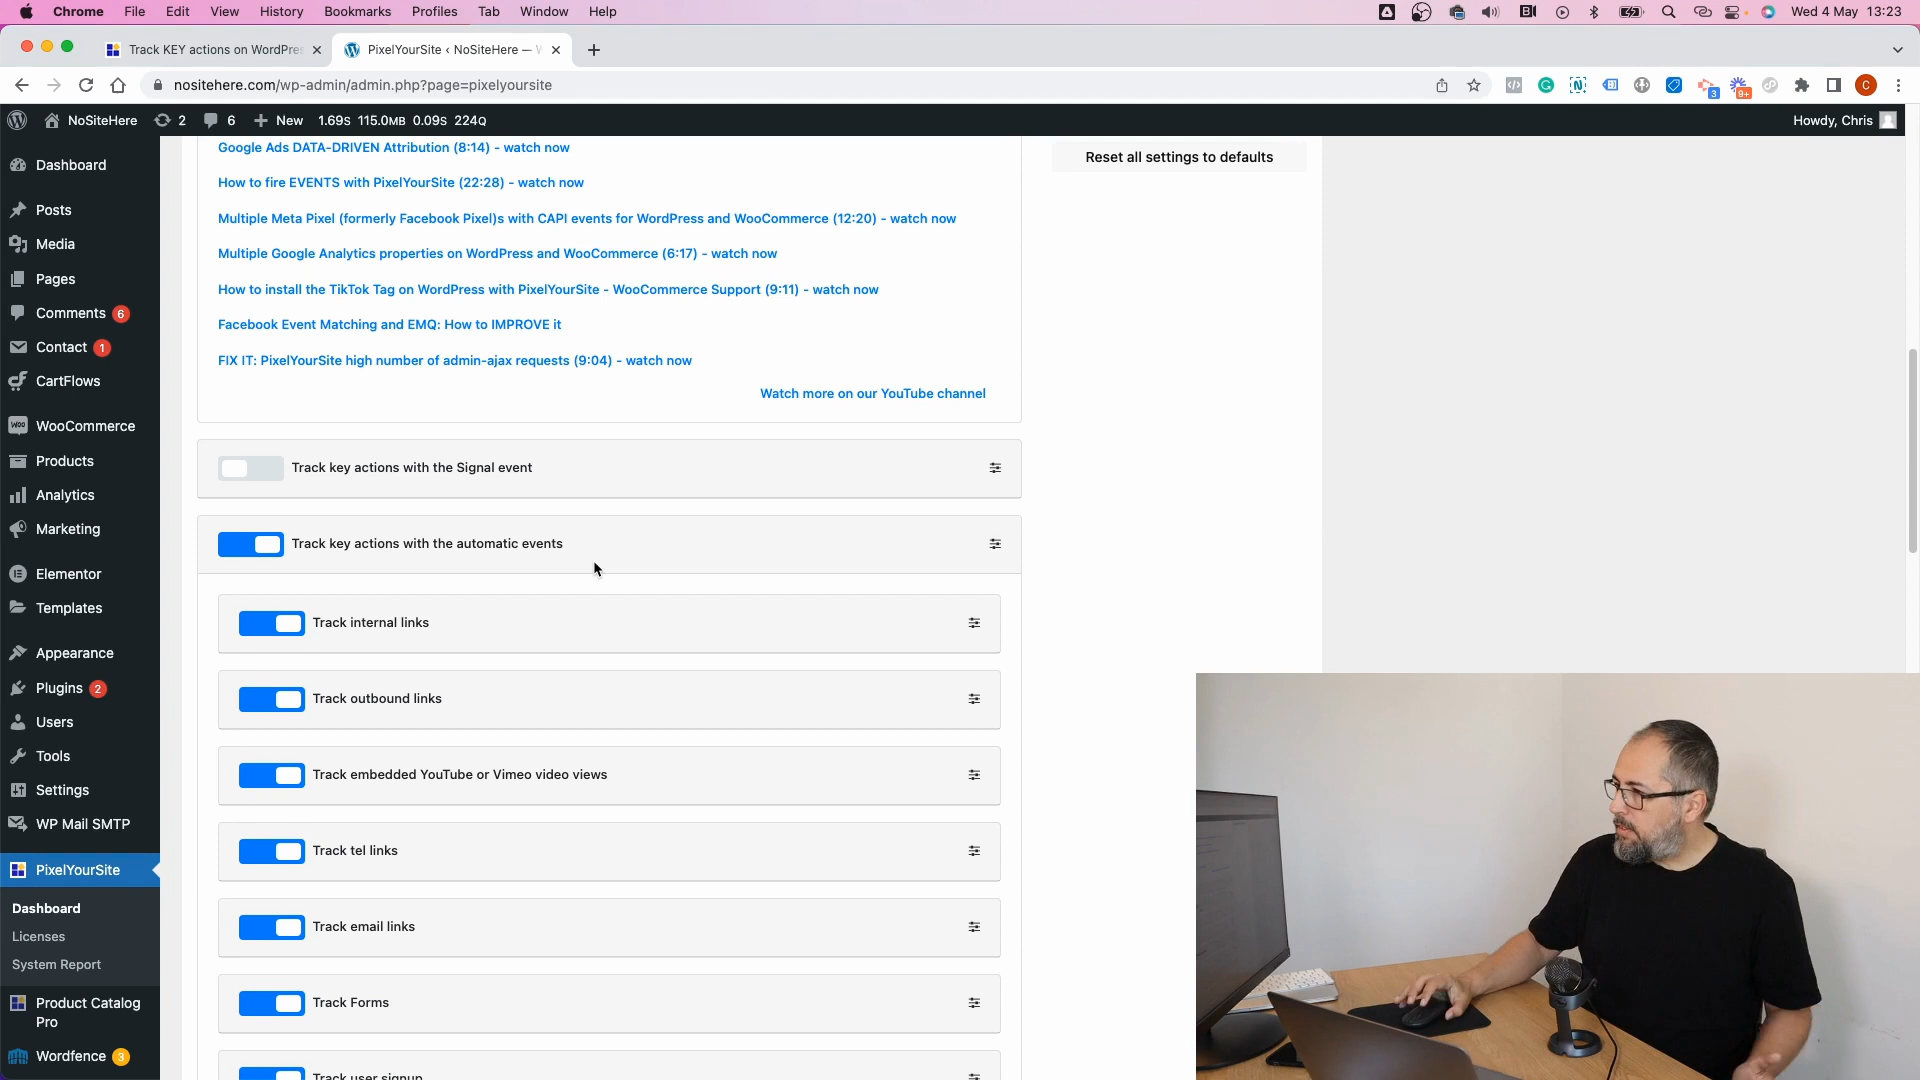 Chrome File Edit View History Bookmarks Profiles Tab Window Help
Wed 4 May 13:23
Track KEY actions on WordPres
PixelYourSite ‹ NoSiteHere — W
nositehere.com/wp-admin/admin.php?page=pixelyoursite
3
9+
C
NoSiteHere 2 6 New 1.69S 115.0MB 0.09S 224Q
Howdy, Chris
Dashboard
Posts
Media
Pages
Comments 6
Contact 1
CartFlows
WooCommerce
Products
Analytics
Marketing
Elementor
Templates
Appearance
Plugins 2
Users
Tools
Settings
WP Mail SMTP
PixelYourSite
Dashboard
Licenses
System Report
Product Catalog
Pro
Wordfence 3
Google Ads DATA-DRIVEN Attribution (8:14) - watch now
How to fire EVENTS with PixelYourSite (22:28) - watch now
Multiple Meta Pixel (formerly Facebook Pixel)s with CAPI events for WordPress and WooCommerce (12:20) - watch now
Multiple Google Analytics properties on WordPress and WooCommerce (6:17) - watch now
How to install the TikTok Tag on WordPress with PixelYourSite - WooCommerce Support (9:11) - watch now
Facebook Event Matching and EMQ: How to IMPROVE it
FIX IT: PixelYourSite high number of admin-ajax requests (9:04) - watch now
Watch more on our YouTube channel
Reset all settings to defaults
Track key actions with the Signal event
Track key actions with the automatic events
Track internal links
Track outbound links
Track embedded YouTube or Vimeo video views
Track tel links
Track email links
Track Forms
Track user signup